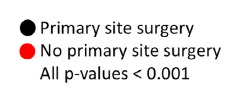 Primary site surgery
No primary site surgery
All p-values < 0.001